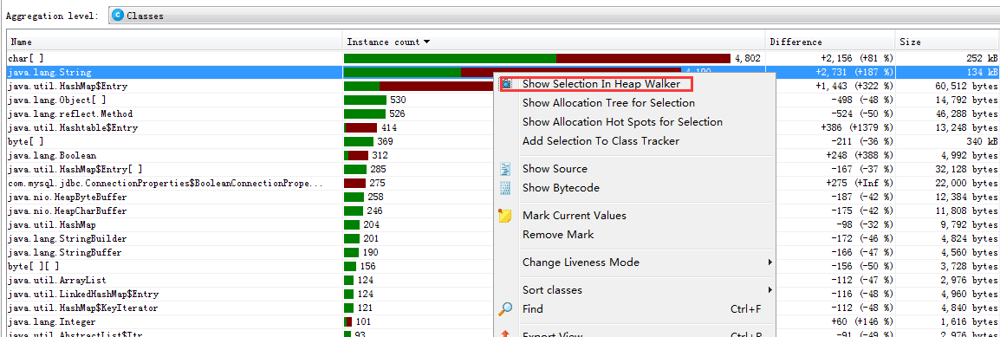 Aggregation level: Classes
Name Instance count Difference Size
char[ ] 4,802 +2,156 (+81 %) 252 kB
java.lang.String 4,190 +2,731 (+187 %) 134 kB
java.util.HashMap$Entry +1,443 (+322 %) 60,512 bytes
java.lang.Object[ ] 530 -498 (-48 %) 14,792 bytes
java.lang.reflect.Method 526 -524 (-50 %) 46,288 bytes
java.util.Hashtable$Entry 414 +386 (+1379 %) 13,248 bytes
byte[ ] 369 -211 (-36 %) 340 kB
java.lang.Boolean 312 +248 (+388 %) 4,992 bytes
java.util.HashMap$Entry[ ] 285 -167 (-37 %) 32,128 bytes
com.mysql.jdbc.ConnectionProperties$BooleanConnectionPrope... 275 +275 (+Inf %) 22,000 bytes
java.nio.HeapByteBuffer 258 -187 (-42 %) 12,384 bytes
java.nio.HeapCharBuffer 246 -175 (-42 %) 11,808 bytes
java.util.HashMap 204 -98 (-32 %) 9,792 bytes
java.lang.StringBuilder 201 -172 (-46 %) 4,824 bytes
java.lang.StringBuffer 190 -166 (-47 %) 4,560 bytes
byte[ ][ ] 156 -156 (-50 %) 3,728 bytes
java.util.ArrayList 124 -112 (-47 %) 2,976 bytes
java.util.LinkedHashMap$Entry 124 -116 (-48 %) 4,960 bytes
java.util.HashMap$KeyIterator 121 -112 (-48 %) 4,840 bytes
java.lang.Integer 101 +60 (+146 %) 1,616 bytes
java.util.AbstractList$Itr 93 -91 (-49 %) 2,976 bytes
Show Selection In Heap Walker
Show Allocation Tree for Selection
Show Allocation Hot Spots for Selection
Add Selection To Class Tracker
Show Source
Show Bytecode
Mark Current Values
Remove Mark
Change Liveness Mode
Sort classes
Find Ctrl+F
Export View Ctrl+R